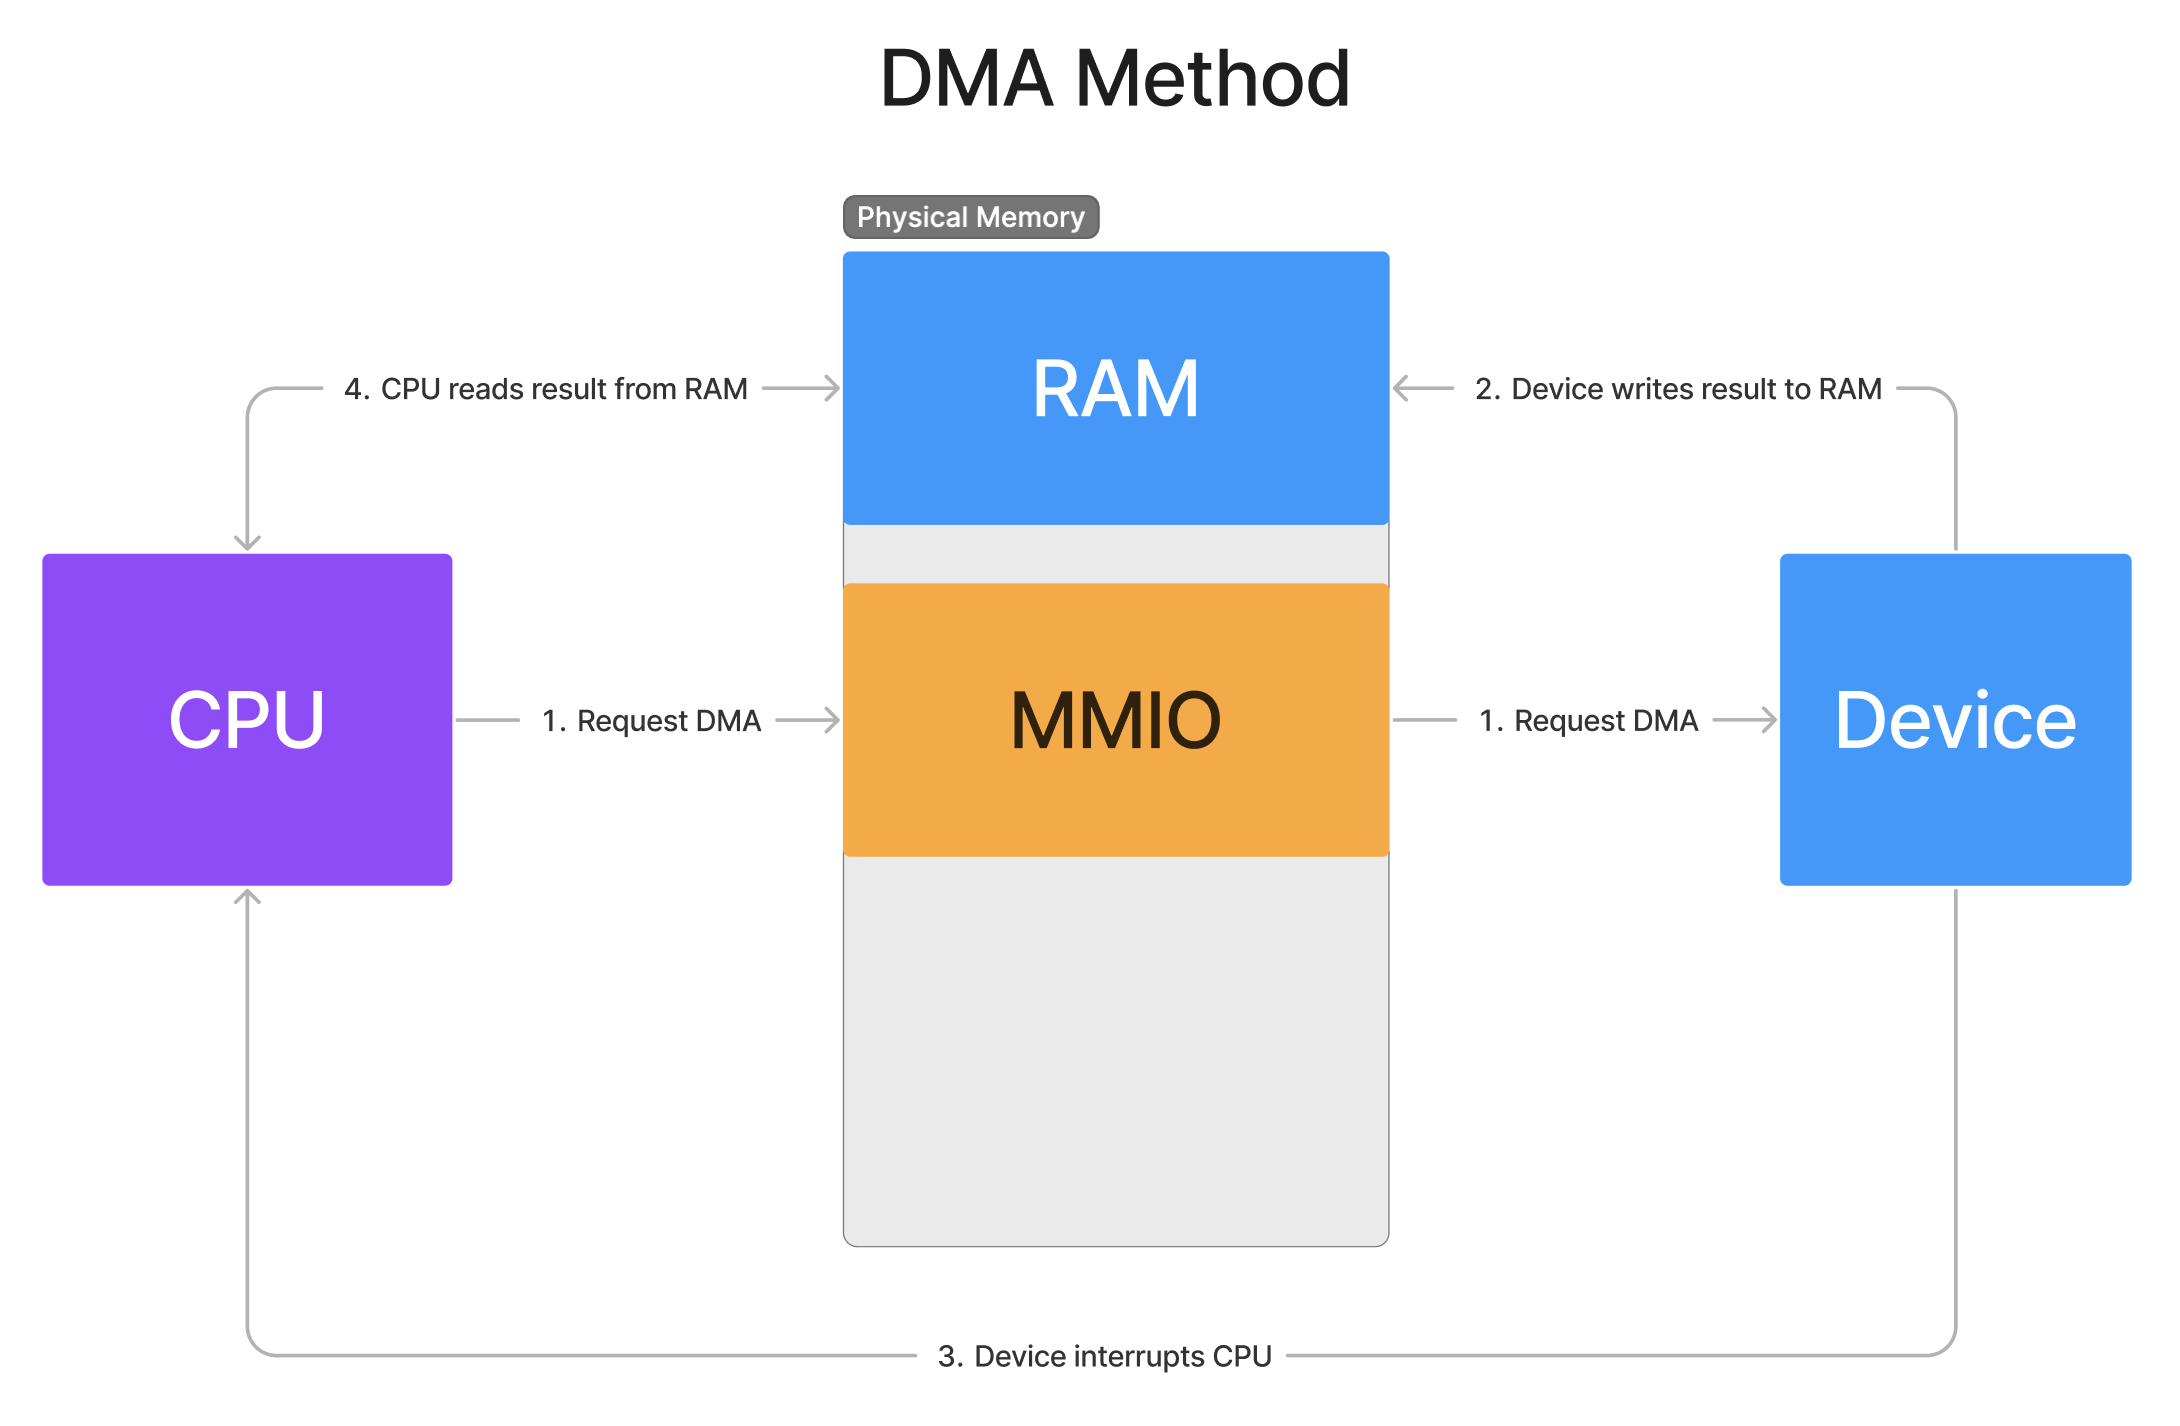 DMA Method
Physical Memory
RAM
4. CPU reads result from RAM
2. Device writes result to RAM
CPU
1. Request DMA
MMIO
1. Request DMA
Device
3. Device interrupts CPU